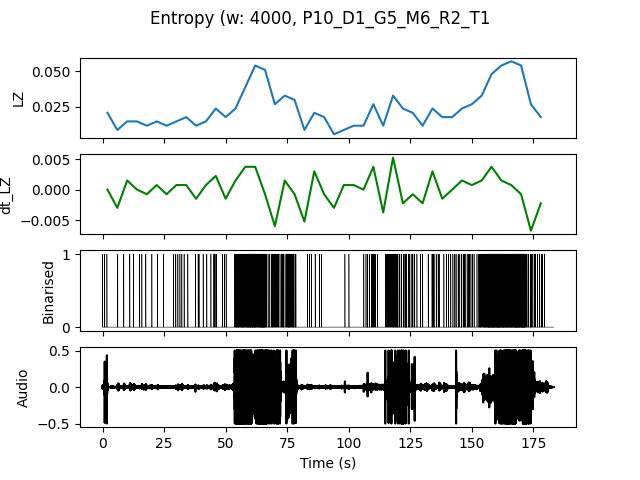 Entropy (w: 4000, P10_D1_G5_M6_R2_T1
0.050
0.025
LZ
0.005
0.000
−0.005
dt_LZ
1
0
Binarised
0.5
0.0
−0.5
Audio
0 25 50 75 100 125 150 175
Time (s)